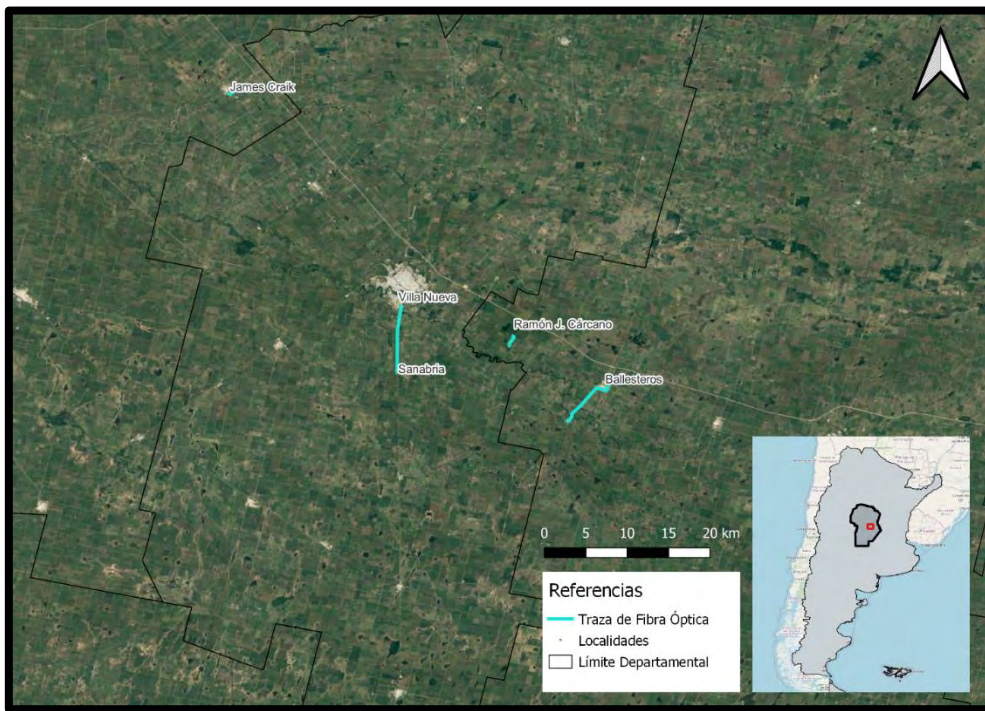 James Craik
Villa Nueva
Ramón J. Cárcano
Sanabria
Ballesteros
0 5 10 15 20 km
Referencias
Traza de Fibra Óptica
Localidades
Límite Departamental